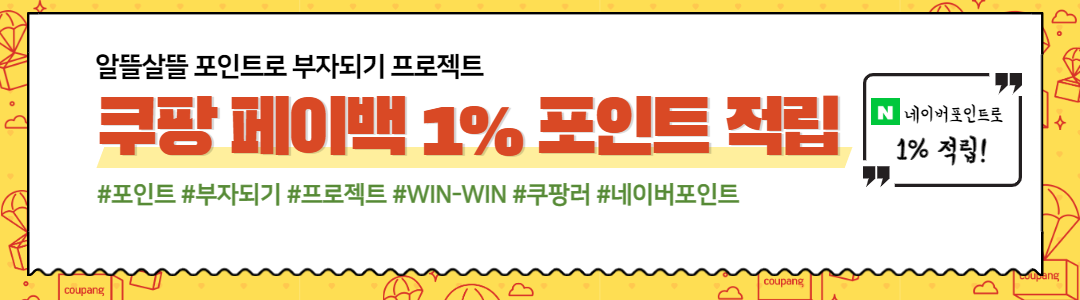 알뜰살뜰 포인트로 부자되기 프로젝트
쿠팡 페이백 1% 포인트 적립
#포인트 #부자되기 #프로젝트 #WIN-WIN #쿠팡러 #네이버포인트
N 네이버포인트로
1% 적립!
coupang
coupang
coupang